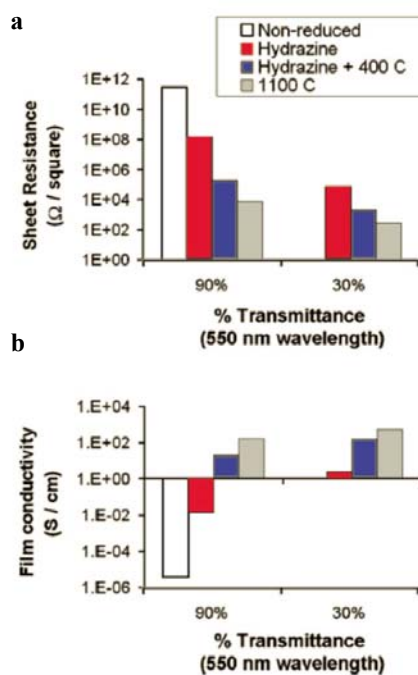 a
Non-reduced
Hydrazine
Hydrazine + 400 C
1100 C
Sheet Resistance
(Ω / square)
1E+12
1E+10
1E+08
1E+06
1E+04
1E+02
1E+00
90%
30%
% Transmittance
(550 nm wavelength)
b
Film conductivity
(S / cm)
1.E+04
1.E+02
1.E+00
1.E-02
1.E-04
1.E-06
90%
30%
% Transmittance
(550 nm wavelength)